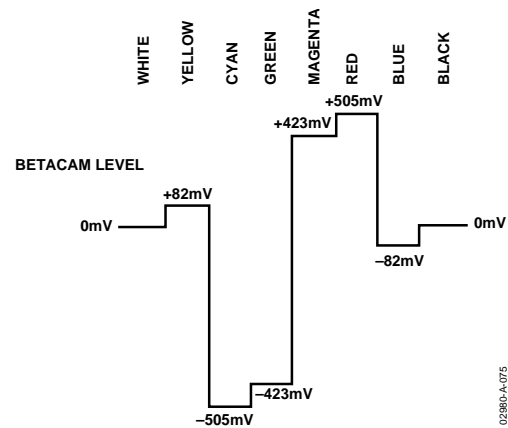 WHITE
YELLOW
CYAN
GREEN
MAGENTA
RED
BLUE
BLACK
+505mV
+423mV
BETACAM LEVEL
+82mV
0mV
0mV
–82mV
–423mV
–505mV
02980-A-075